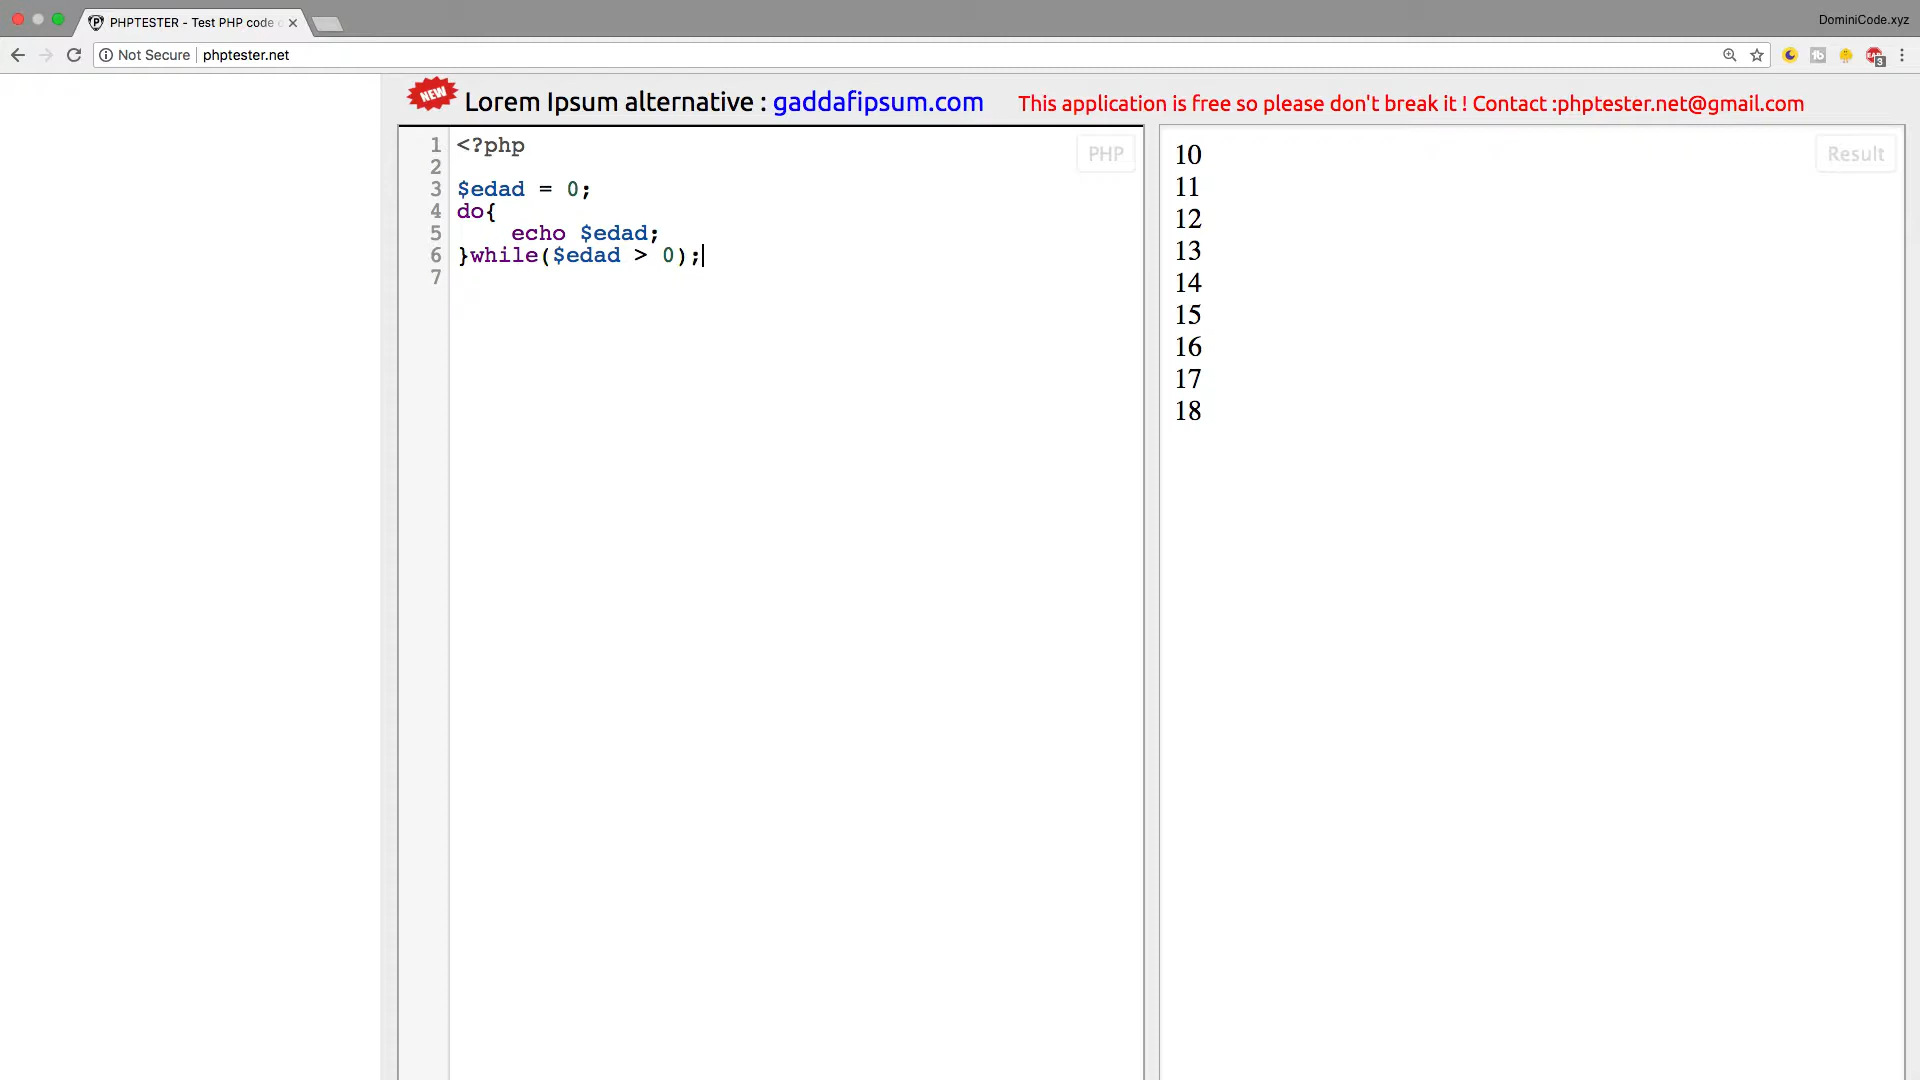 PHPTESTER - Test PHP code
DominiCode.xyz
Not Secure phptester.net
3
NEW Lorem Ipsum alternative : gaddafipsum.com This application is free so please don't break it ! Contact :phptester.net@gmail.com
PHP
1 <?php
2
3 $edad = 0;
4 do{
5 echo $edad;
6 }while($edad > 0);
7
Result
10
11
12
13
14
15
16
17
18